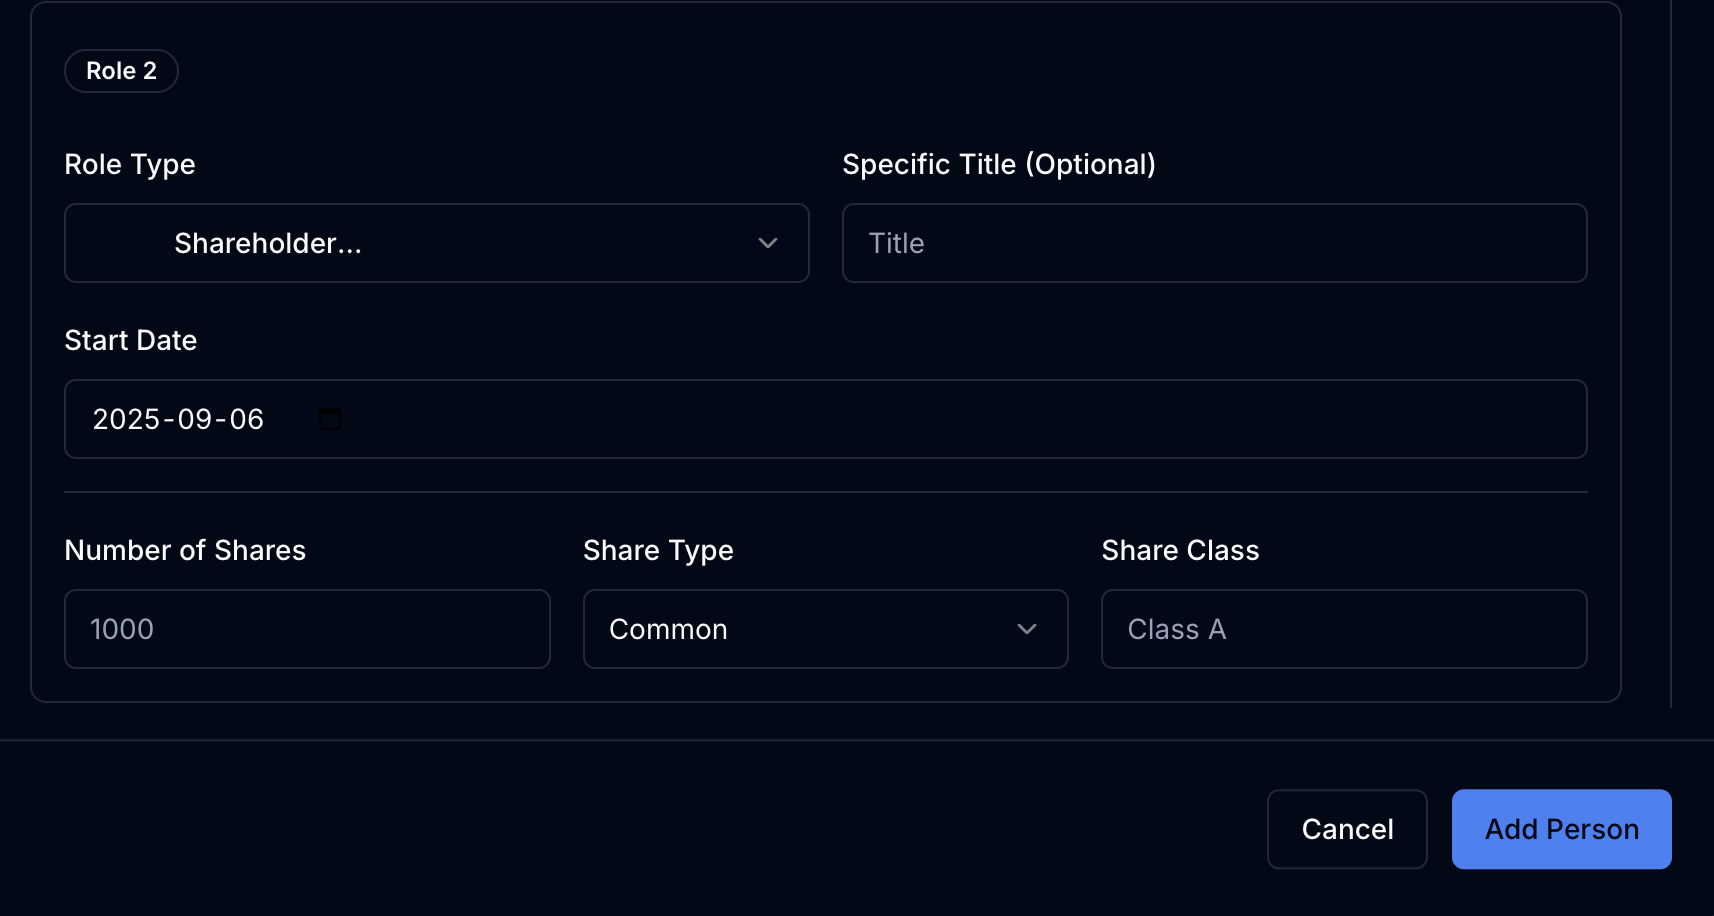 Role 2
Role Type
Specific Title (Optional)
Shareholder...
Title
Start Date
2025-09-06
Number of Shares
Share Type
Share Class
1000
Common
Class A
Cancel
Add Person